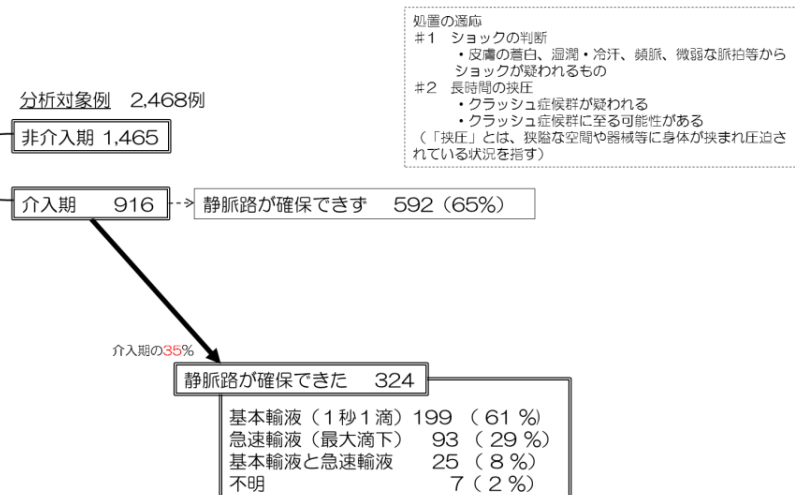 処置の適応
#1 ショックの判断
・皮膚の蒼白、湿潤・冷汗、頻脈、微弱な脈拍等から
ショックが疑われるもの
#2 長時間の挟圧
・クラッシュ症候群が疑われる
・クラッシュ症候群に至る可能性がある
(「挟圧」とは、狭隘な空間や器械等に身体が挟まれ圧迫さ
れている状況を指す)
分析対象例 2,468例
非介入期 1,465
介入期 916
静脈路が確保できず 592(65%)
介入期の35%
静脈路が確保できた 324
基本輸液(1秒1滴)199 (61 %)
急速輸液(最大滴下) 93 (29 %)
基本輸液と急速輸液 25 (8 %)
不明 7 (2 %)